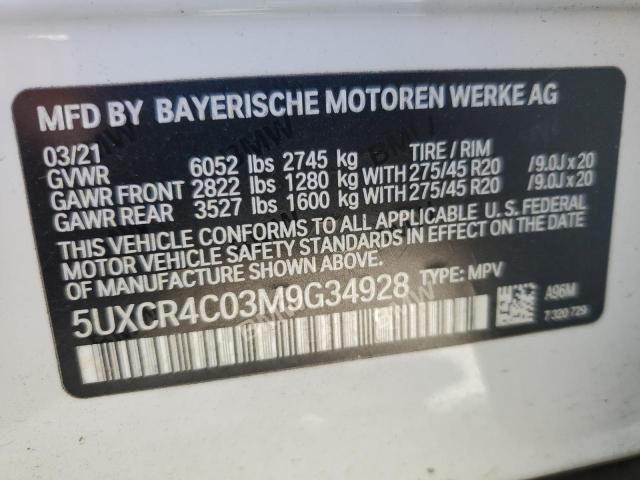 MFD BY BAYERISCHE MOTOREN WERKE AG
03/21 TIRE / RIM
GVWR 6052 lbs 2745 kg
GAWR FRONT 2822 lbs 1280 kg WITH 275/45 R20 /9.0J x 20
GAWR REAR 3527 lbs 1600 kg WITH 275/45 R20 /9.0J x 20
THIS VEHICLE CONFORMS TO ALL APPLICABLE U. S. FEDERAL
MOTOR VEHICLE SAFETY STANDARDS IN EFFECT ON THE DATE
OF MANUFACTURE SHOWN ABOVE.
5UXCR4C03M9G34928 TYPE: MPV
A96M
7 320 729